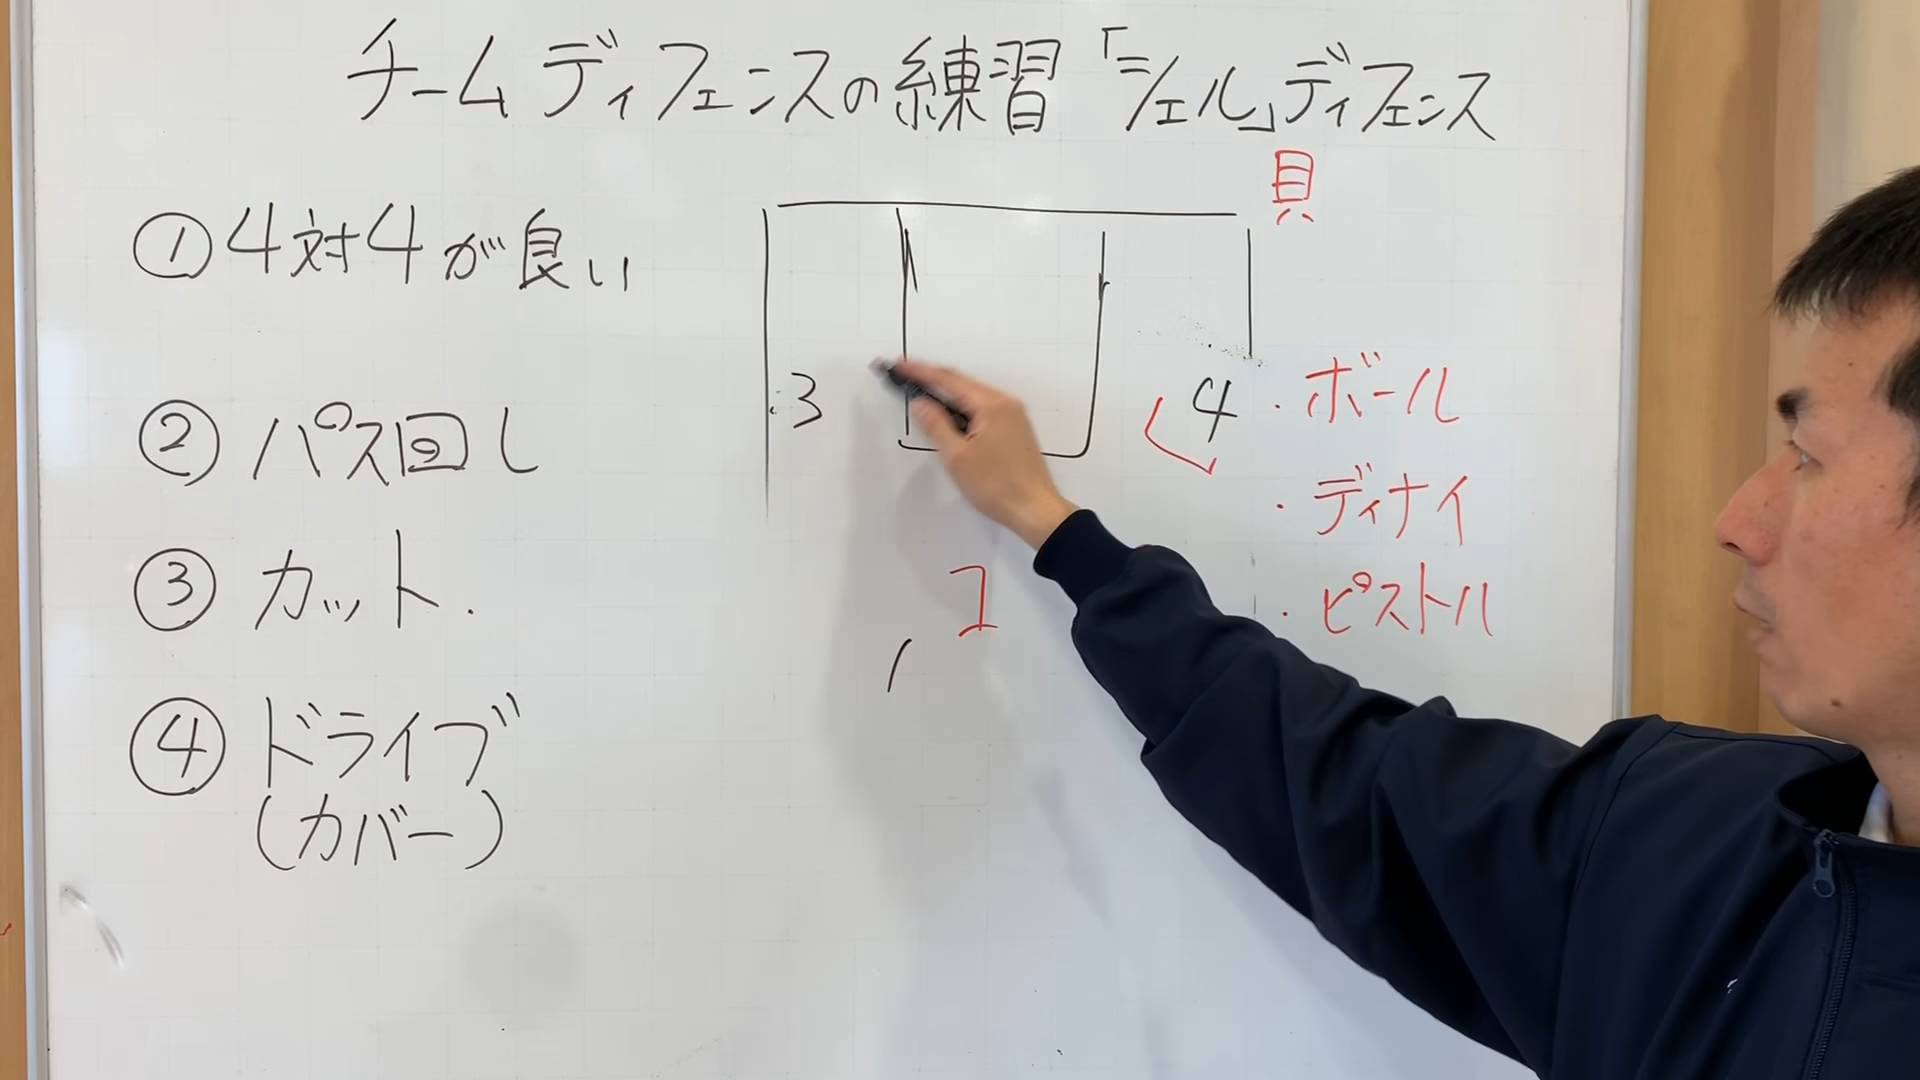 チームディフェンスの練習「シェル」ディフェンス
貝
①4対4が良い
②パス回し
③カット.
④ドライブ
(カバー)
3
4
1
・ボール
・ディナイ
・ピストル